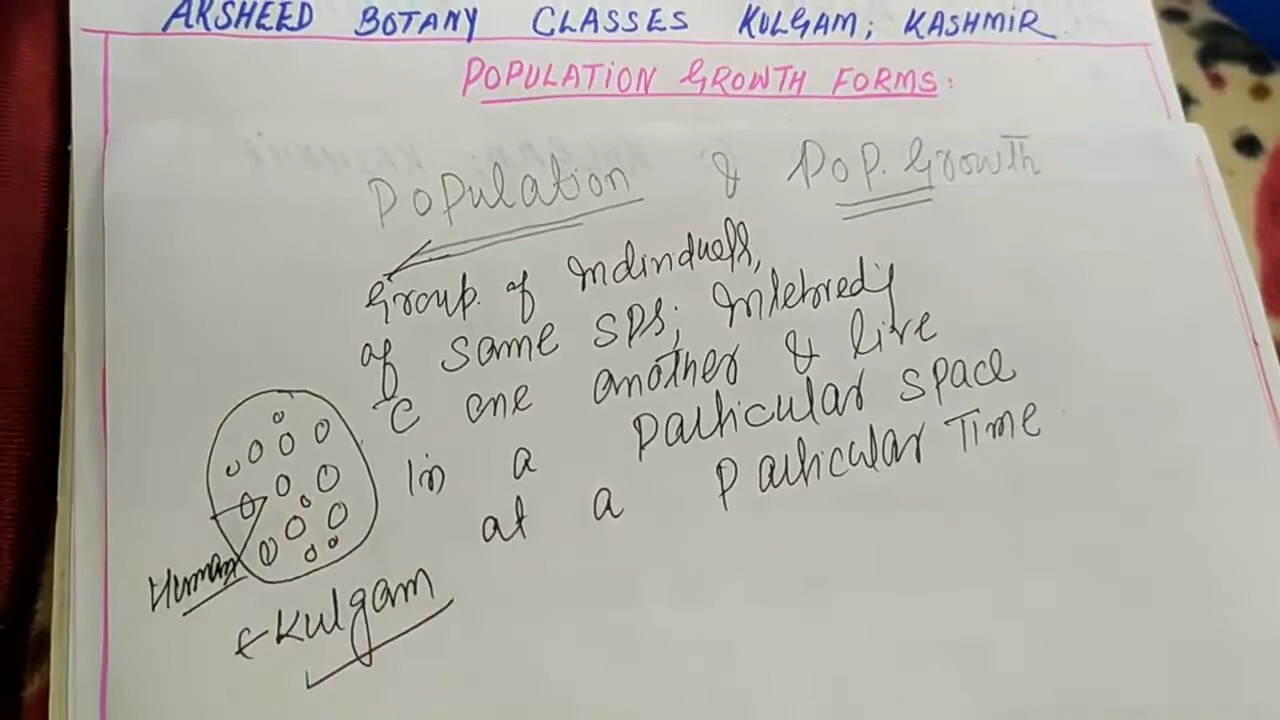 ARSHEED BOTANY CLASSES KULGAM; KASHMIR.
POPULATION GROWTH FORMS:
Population & Pop. Growth
Group. of Individuals,
of same SPS; Interbredig
C one another & live
In a particular space
at a particular Time
Human
Kulgam